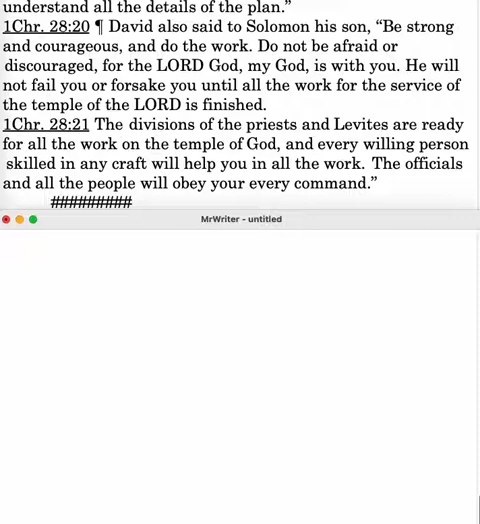 understand all the details of the plan.”
1Chr. 28:20 ¶ David also said to Solomon his son, “Be strong
and courageous, and do the work. Do not be afraid or
discouraged, for the LORD God, my God, is with you. He will
not fail you or forsake you until all the work for the service of
the temple of the LORD is finished.
1Chr. 28:21 The divisions of the priests and Levites are ready
for all the work on the temple of God, and every willing person
skilled in any craft will help you in all the work. The officials
and all the people will obey your every command.”
#########
MrWriter - untitled